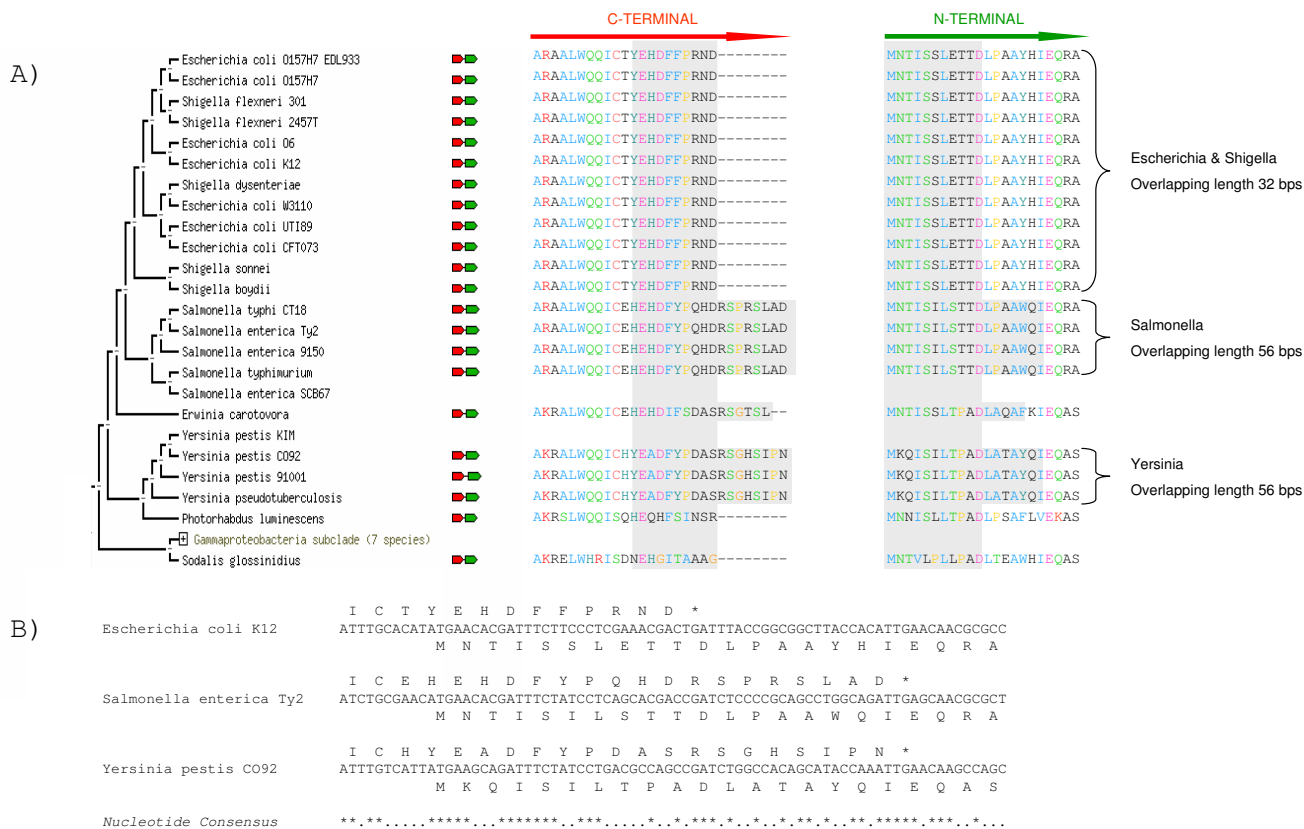 C-TERMINAL N-TERMINAL
A)
Escherichia coli O157H7 EDL933 ARAALWQQICTYEHDFFPRND-------- MNTISSLETTDLPAAYHIEQRA
Escherichia coli O157H7 ARAALWQQICTYEHDFFPRND-------- MNTISSLETTDLPAAYHIEQRA
Shigella flexneri 301 ARAALWQQICTYEHDFFPRND-------- MNTISSLETTDLPAAYHIEQRA
Shigella flexneri 2457T ARAALWQQICTYEHDFFPRND-------- MNTISSLETTDLPAAYHIEQRA
Escherichia coli O6 ARAALWQQICTYEHDFFPRND-------- MNTISSLETTDLPAAYHIEQRA
Escherichia coli K12 ARAALWQQICTYEHDFFPRND-------- MNTISSLETTDLPAAYHIEQRA
Escherichia & Shigella
Overlapping length 32 bps
Shigella dysenteriae ARAALWQQICTYEHDFFPRND-------- MNTISSLETTDLPAAYHIEQRA
Escherichia coli W3110 ARAALWQQICTYEHDFFPRND-------- MNTISSLETTDLPAAYHIEQRA
Escherichia coli UTI89 ARAALWQQICTYEHDFFPRND-------- MNTISSLETTDLPAAYHIEQRA
Escherichia coli CFT073 ARAALWQQICTYEHDFFPRND-------- MNTISSLETTDLPAAYHIEQRA
Shigella sonnei ARAALWQQICTYEHDFFPRND-------- MNTISSLETTDLPAAYHIEQRA
Shigella boydii ARAALWQQICTYEHDFFPRND-------- MNTISSLETTDLPAAYHIEQRA
Salmonella typhi CT18 ARAALWQQICEHEHDFYPQHDRSPRSLAD MNTISILSTTDLPAAWQIEQRA
Salmonella enterica Ty2 ARAALWQQICEHEHDFYPQHDRSPRSLAD MNTISILSTTDLPAAWQIEQRA
Salmonella enterica 9150 ARAALWQQICEHEHDFYPQHDRSPRSLAD MNTISILSTTDLPAAWQIEQRA
Salmonella typhimurium ARAALWQQICEHEHDFYPQHDRSPRSLAD MNTISILSTTDLPAAWQIEQRA
Salmonella
Overlapping length 56 bps
Salmonella enterica SCB67
Erwinia carotovora AKRALWQQICEHEHDIFSDASRSGTSL-- MNTISSLTPADLAQAFKIEQAS
Yersinia pestis KIM
Yersinia pestis CO92 AKRALWQQICHYEADFYPDASRSGHSIPN MKQISILTPADLATAYQIEQAS
Yersinia pestis 91001 AKRALWQQICHYEADFYPDASRSGHSIPN MKQISILTPADLATAYQIEQAS
Yersinia pseudotuberculosis AKRALWQQICHYEADFYPDASRSGHSIPN MKQISILTPADLATAYQIEQAS
Yersinia
Overlapping length 56 bps
Photorhabdus luminescens AKRSLWQQISQHEQHFSINSR-------- MNNISLLTPADLPSAFLVEKAS
+ Gammaproteobacteria subclade (7 species)
Sodalis glossinidius AKRELWHRISDNEHGITAAAG-------- MNTVLPLLPADLTEAWHIEQAS
B)
I C T Y E H D F F P R N D *
Escherichia coli K12 ATTTGCACATATGAACACGATTTCTTCCCTCGAAACGACTGATTTACCGGCGGCTTACCACATTGAACAACGCGCC
M N T I S S L E T T D L P A A Y H I E Q R A
I C E H E H D F Y P Q H D R S P R S L A D *
Salmonella enterica Ty2 ATCTGCGAACATGAACACGATTTCTATCCTCAGCACGACCGATCTCCCCGCAGCCTGGCAGATTGAGCAACGCGCT
M N T I S I L S T T D L P A A W Q I E Q R A
I C H Y E A D F Y P D A S R S G H S I P N *
Yersinia pestis CO92 ATTTGTCATTATGAAGCAGATTTCTATCCTGACGCCAGCCGATCTGGCCACAGCATACCAAATTGAACAAGCCAGC
M K Q I S I L T P A D L A T A Y Q I E Q A S
Nucleotide Consensus